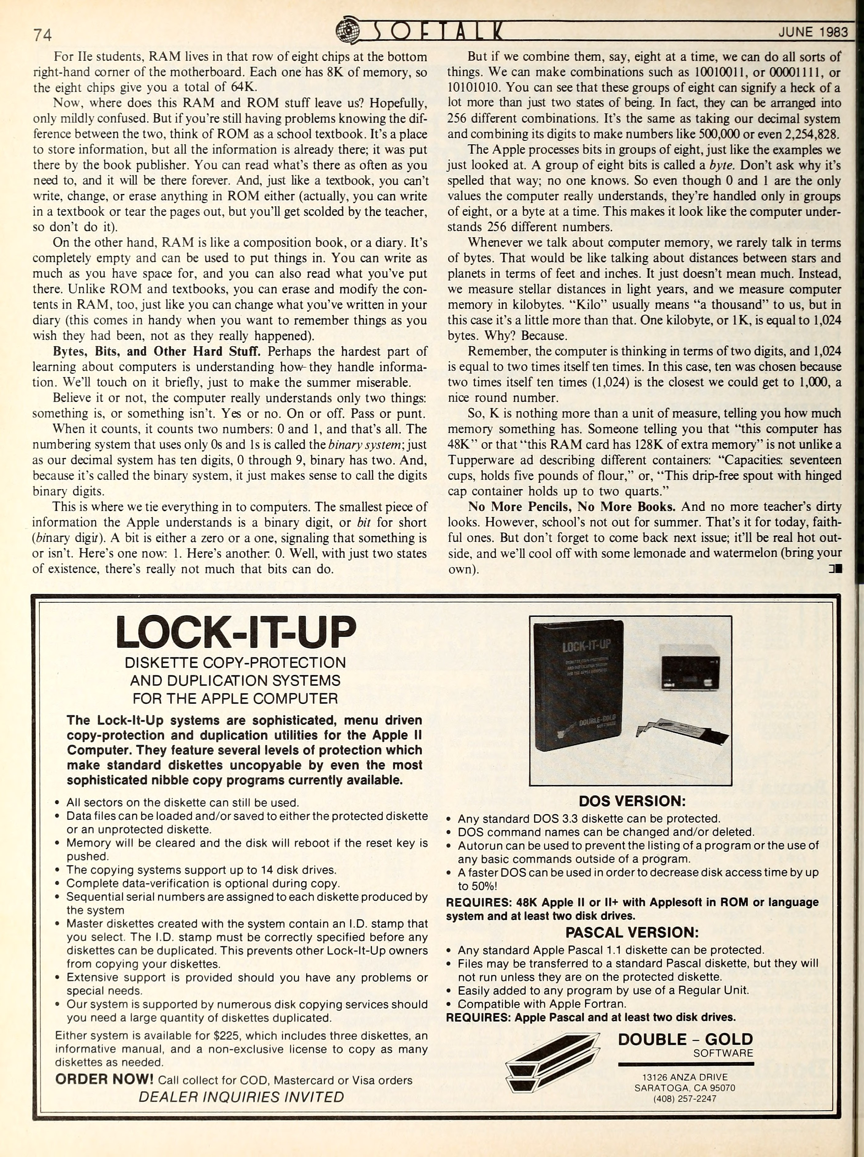 74
SOFTALK
JUNE 1983
For IIe students, RAM lives in that row of eight chips at the bottom
right-hand corner of the motherboard. Each one has 8K of memory, so
the eight chips give you a total of 64K.
Now, where does this RAM and ROM stuff leave us? Hopefully,
only mildly confused. But if you're still having problems knowing the dif-
ference between the two, think of ROM as a school textbook. It's a place
to store information, but all the information is already there; it was put
there by the book publisher. You can read what's there as often as you
need to, and it will be there forever. And, just like a textbook, you can't
write, change, or erase anything in ROM either (actually, you can write
in a textbook or tear the pages out, but you'll get scolded by the teacher,
so don't do it).
On the other hand, RAM is like a composition book, or a diary. It's
completely empty and can be used to put things in. You can write as
much as you have space for, and you can also read what you've put
there. Unlike ROM and textbooks, you can erase and modify the con-
tents in RAM, too, just like you can change what you've written in your
diary (this comes in handy when you want to remember things as you
wish they had been, not as they really happened).
Bytes, Bits, and Other Hard Stuff. Perhaps the hardest part of
learning about computers is understanding how they handle informa-
tion. We'll touch on it briefly, just to make the summer miserable.
Believe it or not, the computer really understands only two things:
something is, or something isn't. Yes or no. On or off. Pass or punt.
When it counts, it counts two numbers: 0 and 1, and that's all. The
numbering system that uses only 0s and 1s is called the binary system; just
as our decimal system has ten digits, 0 through 9, binary has two. And,
because it's called the binary system, it just makes sense to call the digits
binary digits.
This is where we tie everything in to computers. The smallest piece of
information the Apple understands is a binary digit, or bit for short
(binary digit). A bit is either a zero or a one, signaling that something is
or isn't. Here's one now: 1. Here's another: 0. Well, with just two states
of existence, there's really not much that bits can do.
But if we combine them, say, eight at a time, we can do all sorts of
things. We can make combinations such as 10010011, or 00001111, or
10101010. You can see that these groups of eight can signify a heck of a
lot more than just two states of being. In fact, they can be arranged into
256 different combinations. It's the same as taking our decimal system
and combining its digits to make numbers like 500,000 or even 2,254,828.
The Apple processes bits in groups of eight, just like the examples we
just looked at. A group of eight bits is called a byte. Don't ask why it's
spelled that way; no one knows. So even though 0 and 1 are the only
values the computer really understands, they're handled only in groups
of eight, or a byte at a time. This makes it look like the computer under-
stands 256 different numbers.
Whenever we talk about computer memory, we rarely talk in terms
of bytes. That would be like talking about distances between stars and
planets in terms of feet and inches. It just doesn't mean much. Instead,
we measure stellar distances in light years, and we measure computer
memory in kilobytes. "Kilo" usually means "a thousand" to us, but in
this case it's a little more than that. One kilobyte, or 1K, is equal to 1,024
bytes. Why? Because.
Remember, the computer is thinking in terms of two digits, and 1,024
is equal to two times itself ten times. In this case, ten was chosen because
two times itself ten times (1,024) is the closest we could get to 1,000, a
nice round number.
So, K is nothing more than a unit of measure, telling you how much
memory something has. Someone telling you that "this computer has
48K" or that "this RAM card has 128K of extra memory" is not unlike a
Tupperware ad describing different containers: "Capacities: seventeen
cups, holds five pounds of flour," or, "This drip-free spout with hinged
cap container holds up to two quarts."
No More Pencils, No More Books. And no more teacher's dirty
looks. However, school's not out for summer. That's it for today, faith-
ful ones. But don't forget to come back next issue; it'll be real hot out-
side, and we'll cool off with some lemonade and watermelon (bring your
own).
LOCK-IT-UP
DISKETTE COPY-PROTECTION
AND DUPLICATION SYSTEMS
FOR THE APPLE COMPUTER
The Lock-It-Up systems are sophisticated, menu driven
copy-protection and duplication utilities for the Apple II
Computer. They feature several levels of protection which
make standard diskettes uncopyable by even the most
sophisticated nibble copy programs currently available.
• All sectors on the diskette can still be used.
• Data files can be loaded and/or saved to either the protected diskette
or an unprotected diskette.
• Memory will be cleared and the disk will reboot if the reset key is
pushed.
• The copying systems support up to 14 disk drives.
• Complete data-verification is optional during copy.
• Sequential serial numbers are assigned to each diskette produced by
the system
• Master diskettes created with the system contain an I.D. stamp that
you select. The I.D. stamp must be correctly specified before any
diskettes can be duplicated. This prevents other Lock-It-Up owners
from copying your diskettes.
• Extensive support is provided should you have any problems or
special needs.
• Our system is supported by numerous disk copying services should
you need a large quantity of diskettes duplicated.
Either system is available for $225, which includes three diskettes, an
informative manual, and a non-exclusive license to copy as many
diskettes as needed.
ORDER NOW! Call collect for COD, Mastercard or Visa orders
DEALER INQUIRIES INVITED
LOCK-IT-UP
DOUBLE-GOLD
DOS VERSION:
• Any standard DOS 3.3 diskette can be protected.
• DOS command names can be changed and/or deleted.
• Autorun can be used to prevent the listing of a program or the use of
any basic commands outside of a program.
• A faster DOS can be used in order to decrease disk access time by up
to 50%!
REQUIRES: 48K Apple II or II+ with Applesoft in ROM or language
system and at least two disk drives.
PASCAL VERSION:
• Any standard Apple Pascal 1.1 diskette can be protected.
• Files may be transferred to a standard Pascal diskette, but they will
not run unless they are on the protected diskette.
• Easily added to any program by use of a Regular Unit.
• Compatible with Apple Fortran.
REQUIRES: Apple Pascal and at least two disk drives.
DOUBLE - GOLD
SOFTWARE
13126 ANZA DRIVE
SARATOGA, CA 95070
(408) 257-2247